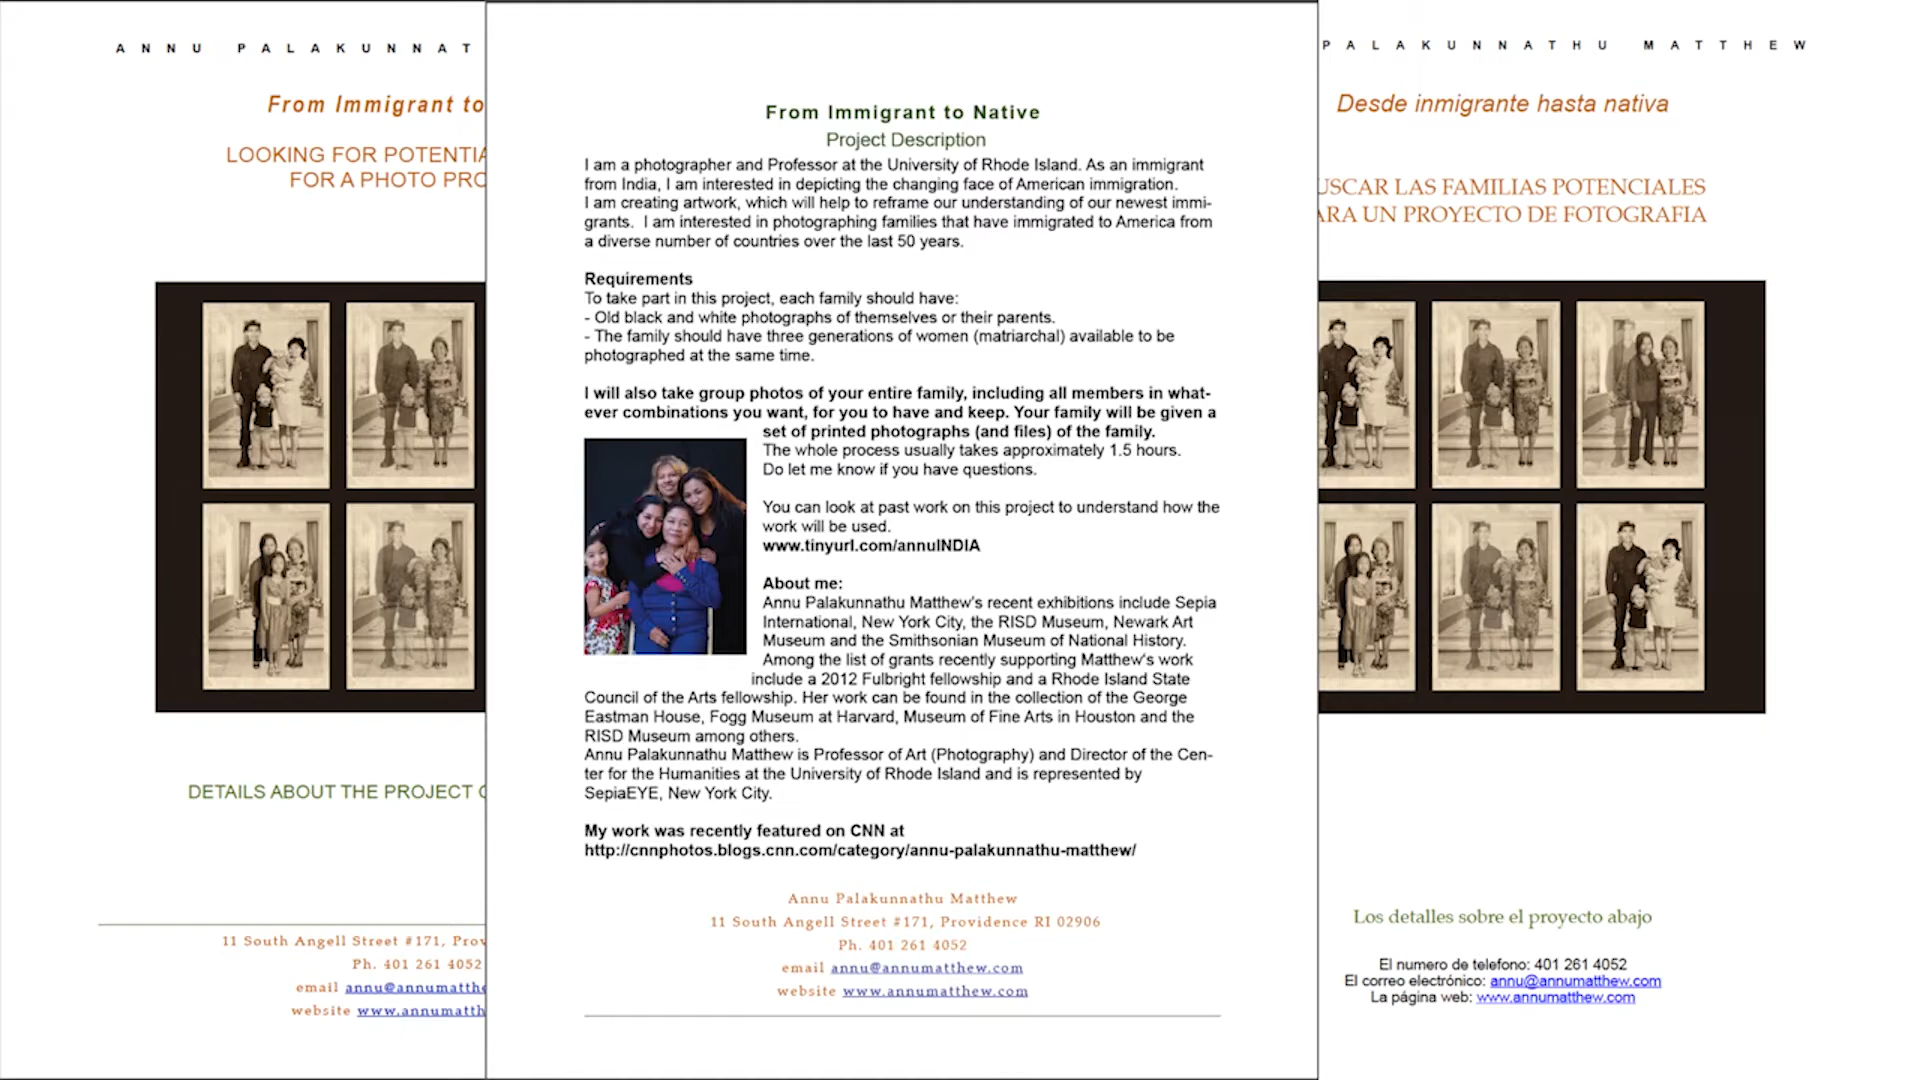 ANNU PALAKUNNAT
From Immigrant to
LOOKING FOR POTENTIA
FOR A PHOTO PRO
DETAILS ABOUT THE PROJECT
11 South Angell Street #171, Prov
Ph. 401 261 4052
email annu@annumatthe
website www.annumatth
From Immigrant to Native
Project Description
I am a photographer and Professor at the University of Rhode Island. As an immigrant
from India, I am interested in depicting the changing face of American immigration.
I am creating artwork, which will help to reframe our understanding of our newest immi-
grants. I am interested in photographing families that have immigrated to America from
a diverse number of countries over the last 50 years.
Requirements
To take part in this project, each family should have:
- Old black and white photographs of themselves or their parents.
- The family should have three generations of women (matriarchal) available to be
photographed at the same time.
I will also take group photos of your entire family, including all members in what-
ever combinations you want, for you to have and keep. Your family will be given a
set of printed photographs (and files) of the family.
The whole process usually takes approximately 1.5 hours.
Do let me know if you have questions.
You can look at past work on this project to understand how the
work will be used.
www.tinyurl.com/annuINDIA
About me:
Annu Palakunnathu Matthew's recent exhibitions include Sepia
International, New York City, the RISD Museum, Newark Art
Museum and the Smithsonian Museum of National History.
Among the list of grants recently supporting Matthew's work
include a 2012 Fulbright fellowship and a Rhode Island State
Council of the Arts fellowship. Her work can be found in the collection of the George
Eastman House, Fogg Museum at Harvard, Museum of Fine Arts in Houston and the
RISD Museum among others.
Annu Palakunnathu Matthew is Professor of Art (Photography) and Director of the Cen-
ter for the Humanities at the University of Rhode Island and is represented by
SepiaEYE, New York City.
My work was recently featured on CNN at
http://cnnphotos.blogs.cnn.com/category/annu-palakunnathu-matthew/
Annu Palakunnathu Matthew
11 South Angell Street #171, Providence RI 02906
Ph. 401 261 4052
email annu@annumatthew.com
website www.annumatthew.com
PALAKUNNATHU MATTHEW
Desde inmigrante hasta nativa
USCAR LAS FAMILIAS POTENCIALES
ARA UN PROYECTO DE FOTOGRAFIA
Los detalles sobre el proyecto abajo
El numero de telefono: 401 261 4052
El correo electrónico: annu@annumatthew.com
La página web: www.annumatthew.com